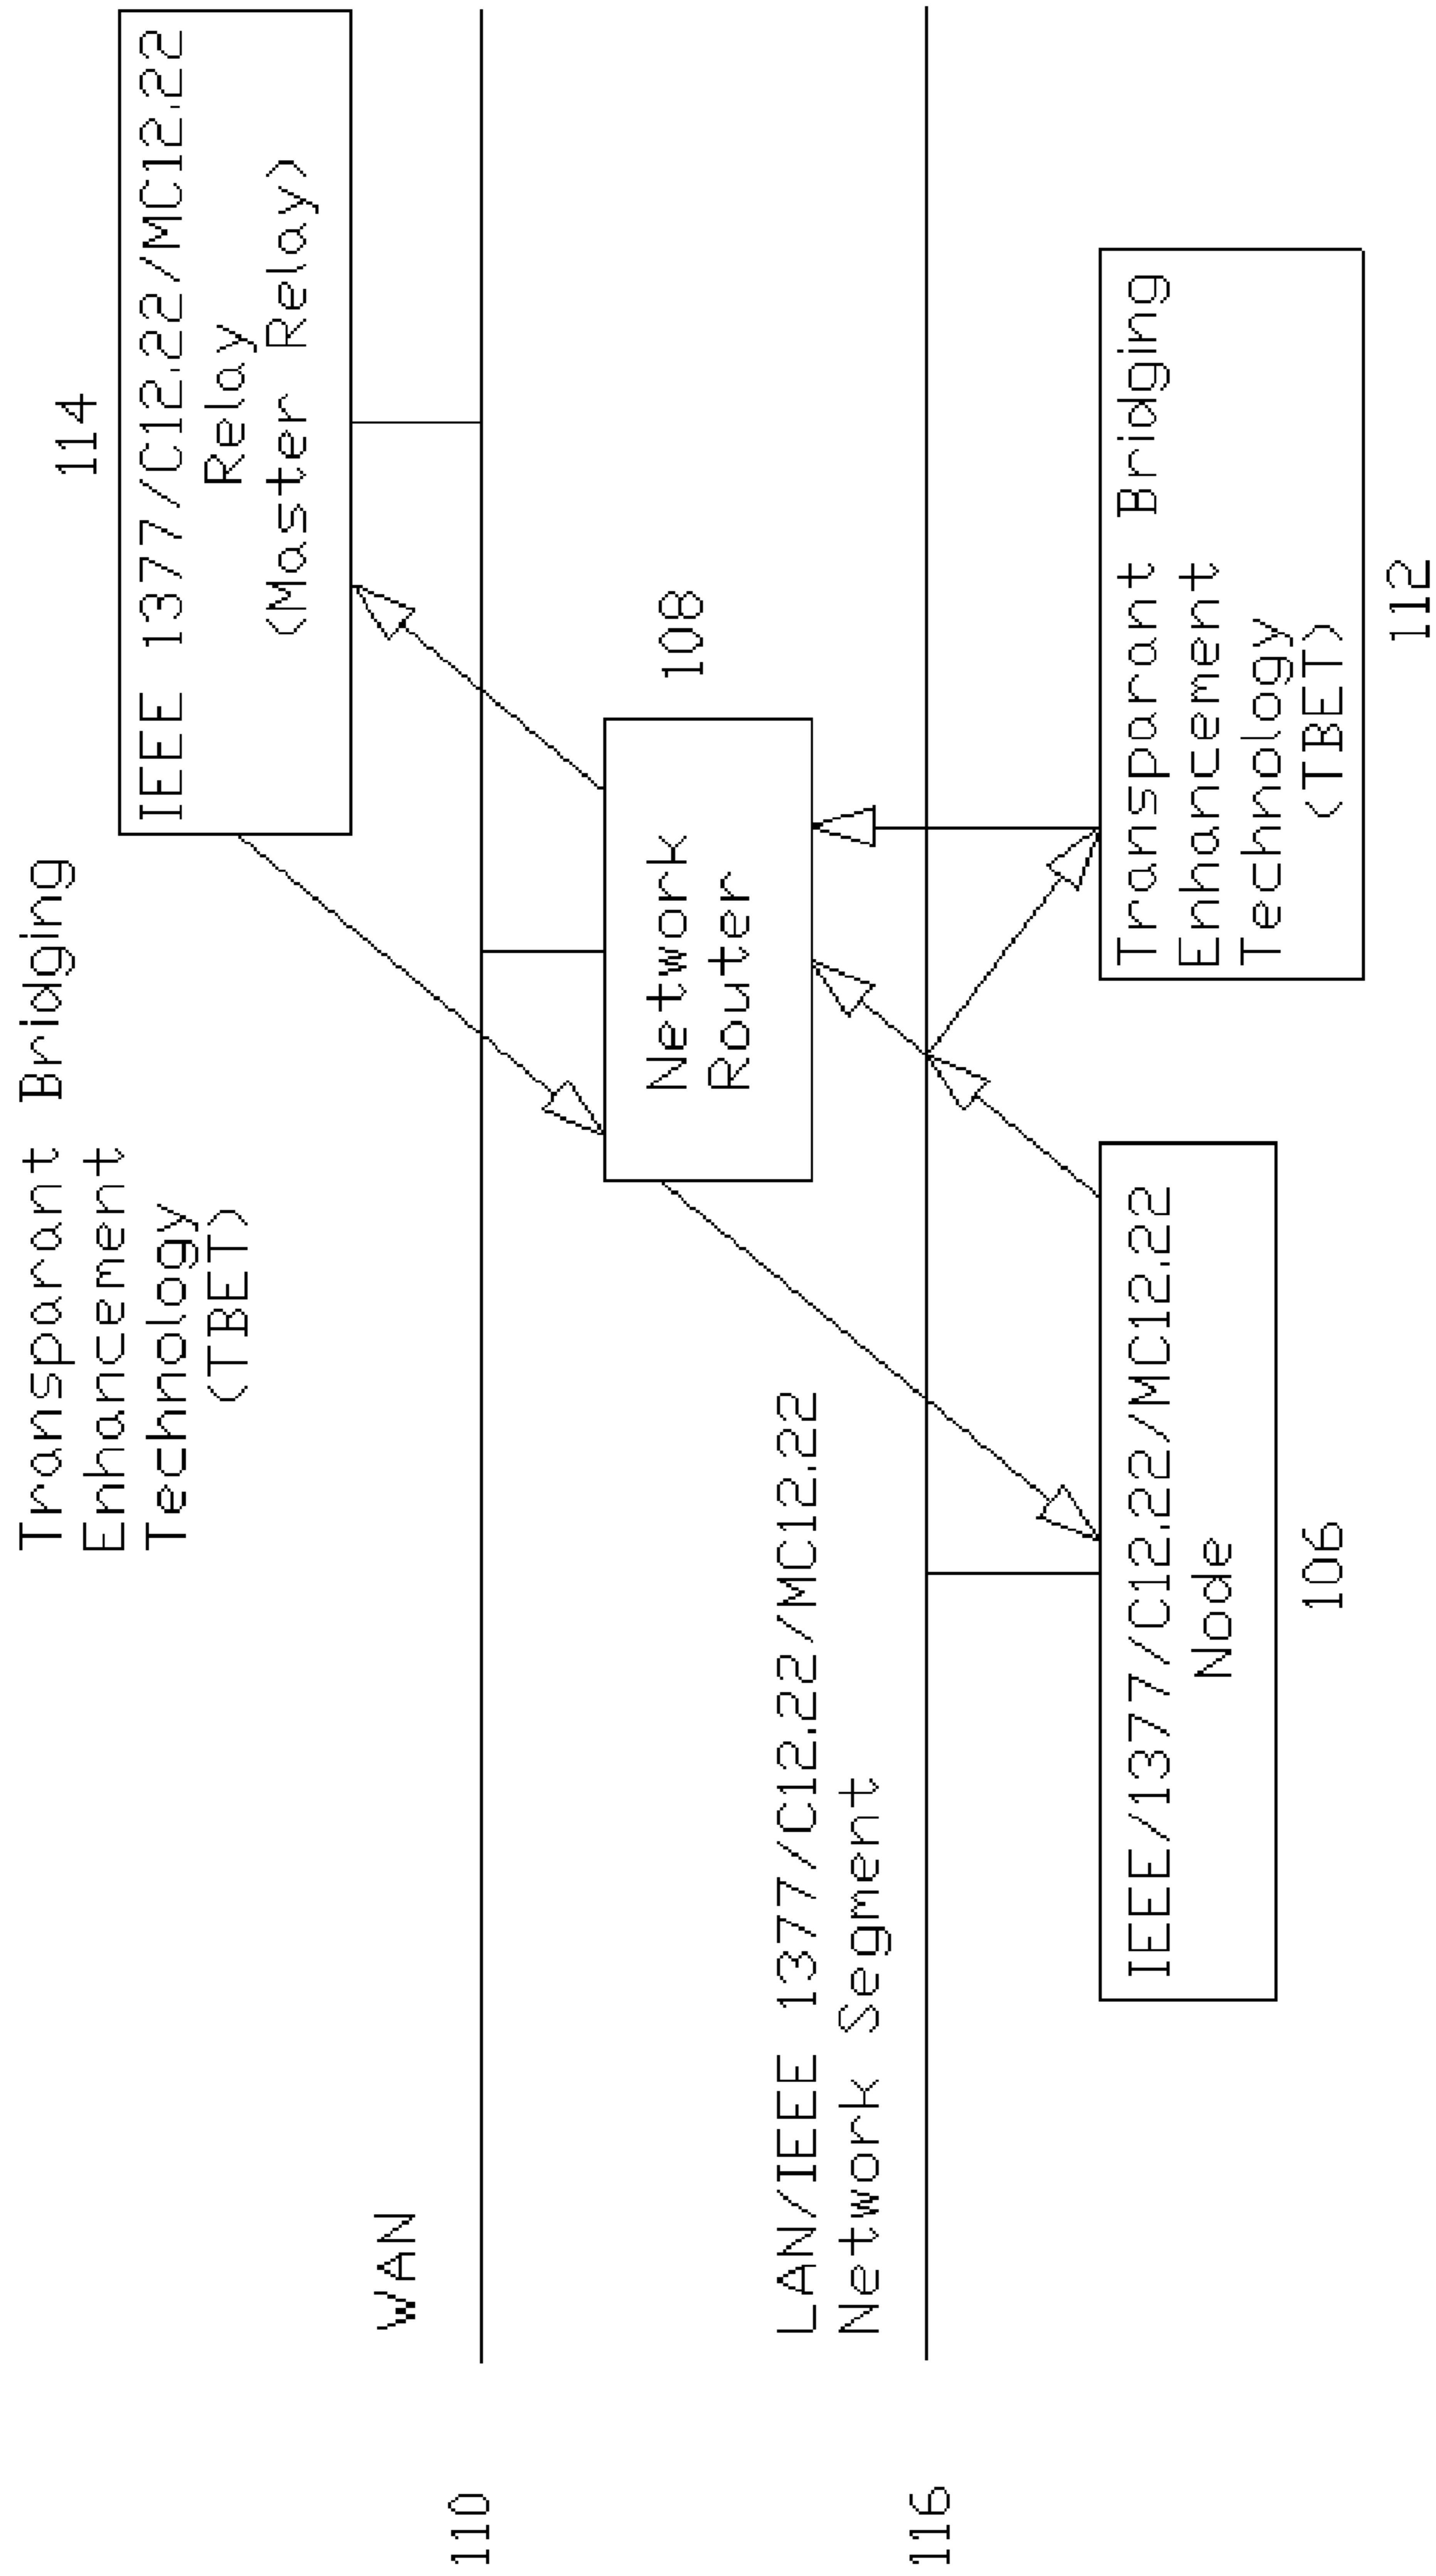 Transparant Bridging
Enhancement
Technology
(TBET)
114
IEEE 1377/C12.22/MC12.22
Relay
(Master Relay)
WAN
110
108
Network
Router
LAN/IEEE 1377/C12.22/MC12.22
Network Segment
116
IEEE/1377/C12.22/MC12.22
Node
106
Transparant Bridging
Enhancement
Technology
(TBET)
112